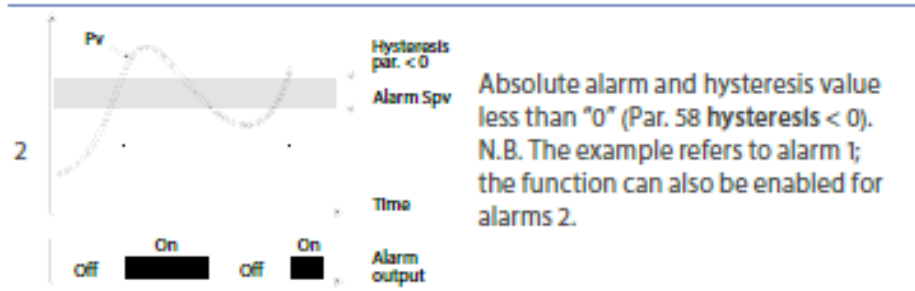 Pv
Hysteresis
par. < 0
Alarm Spv
2
Time
On
On
Off
Off
Alarm
output
Absolute alarm and hysteresis value
less than "0" (Par. 58 hysteresis < 0).
N.B. The example refers to alarm 1;
the function can also be enabled for
alarms 2.